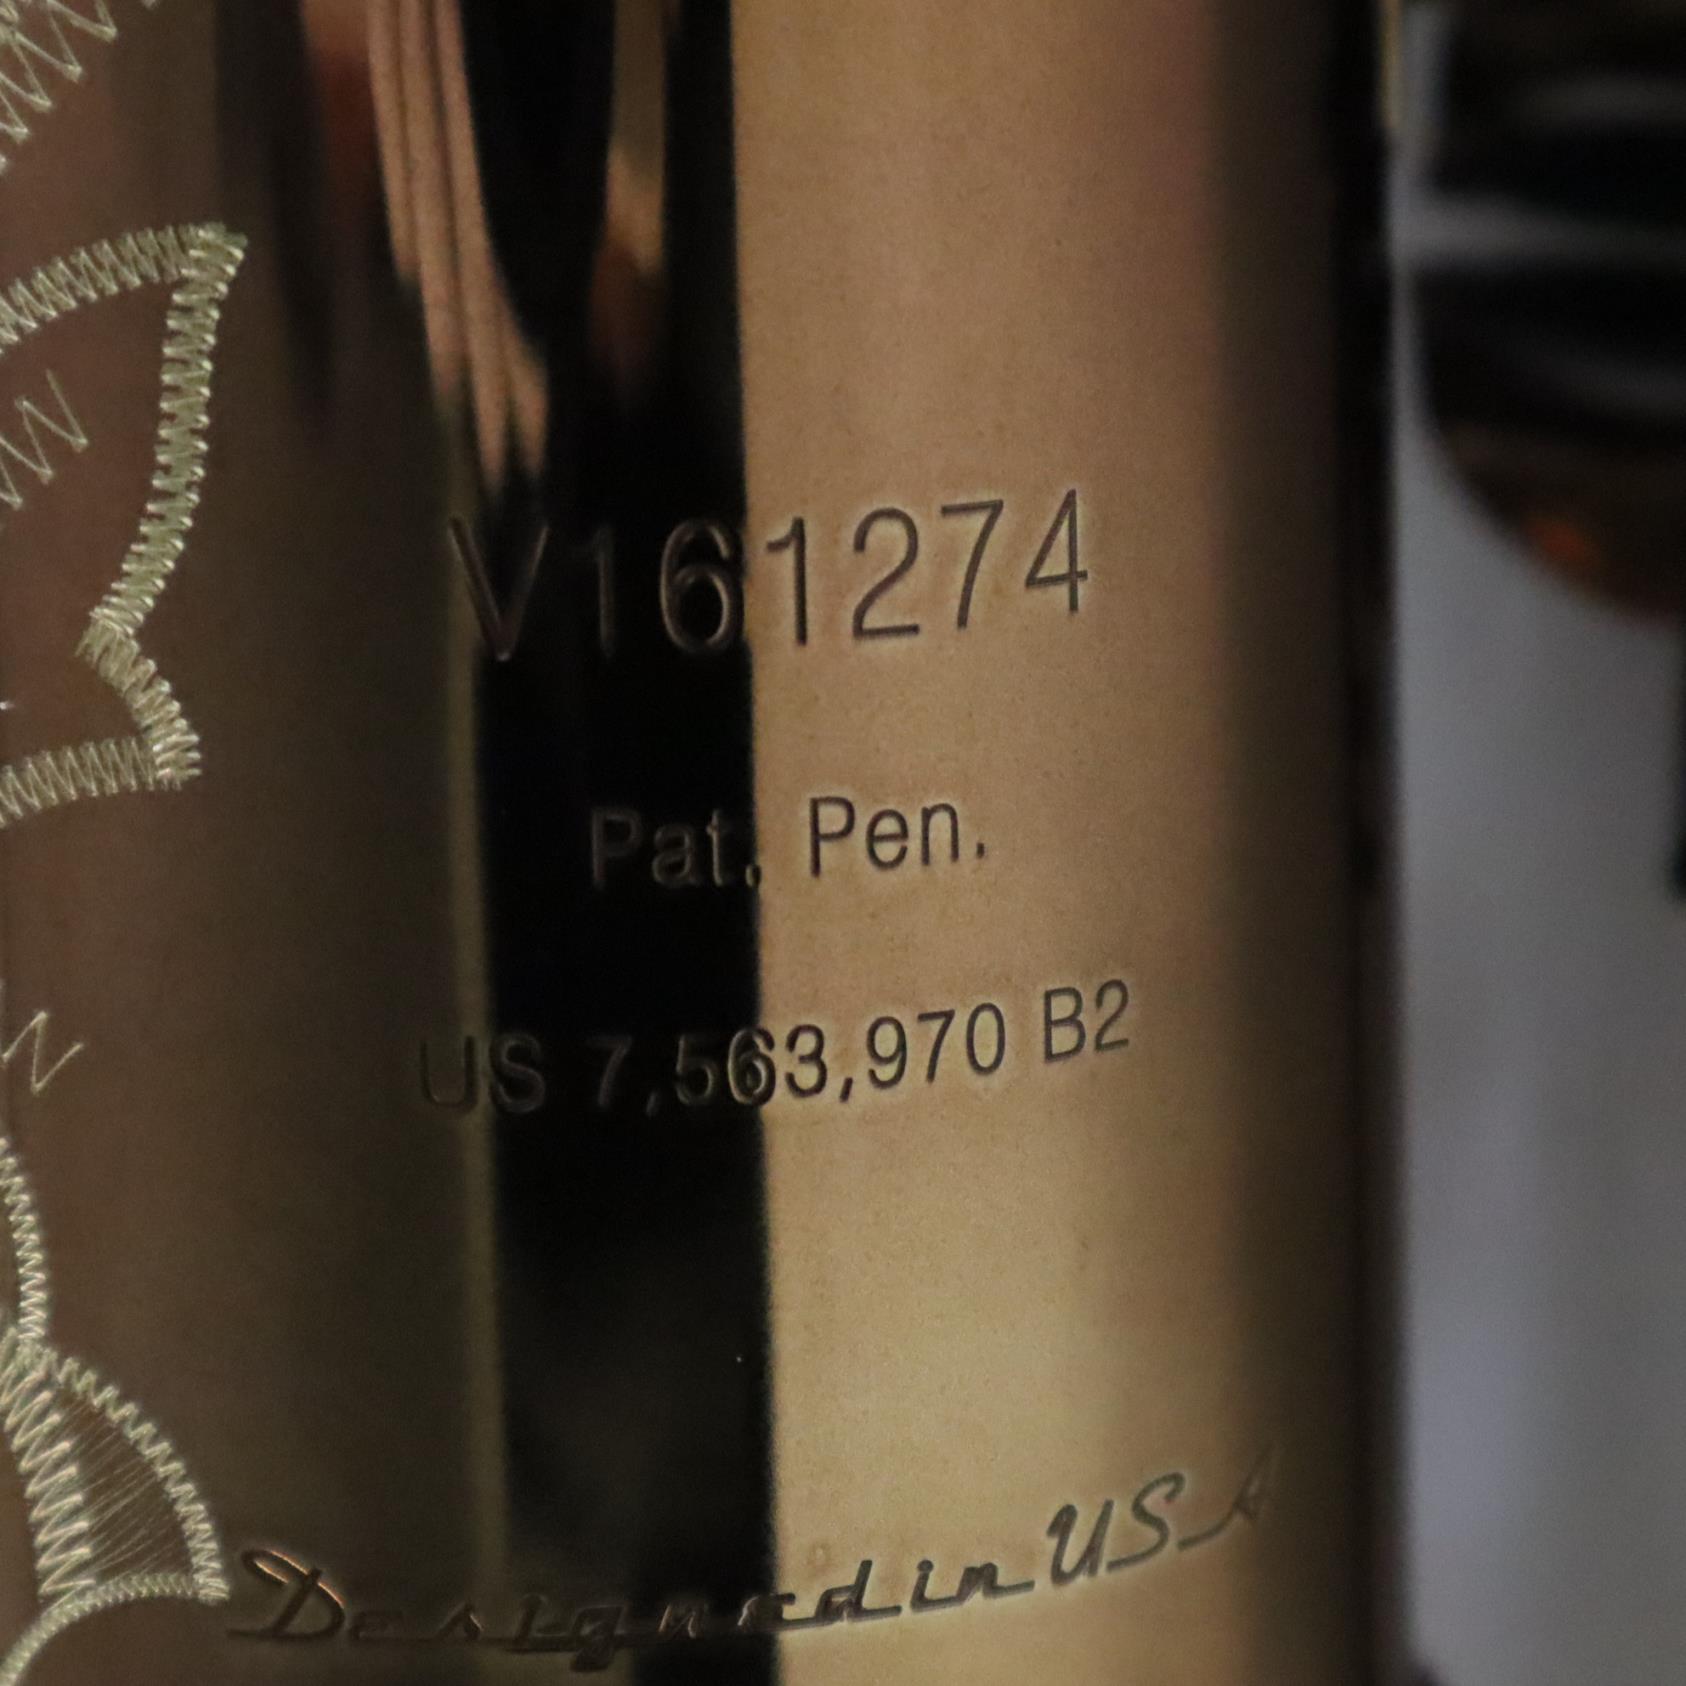 V161274
Pat. Pen.
US 7,563,970 B2
Designed in USA